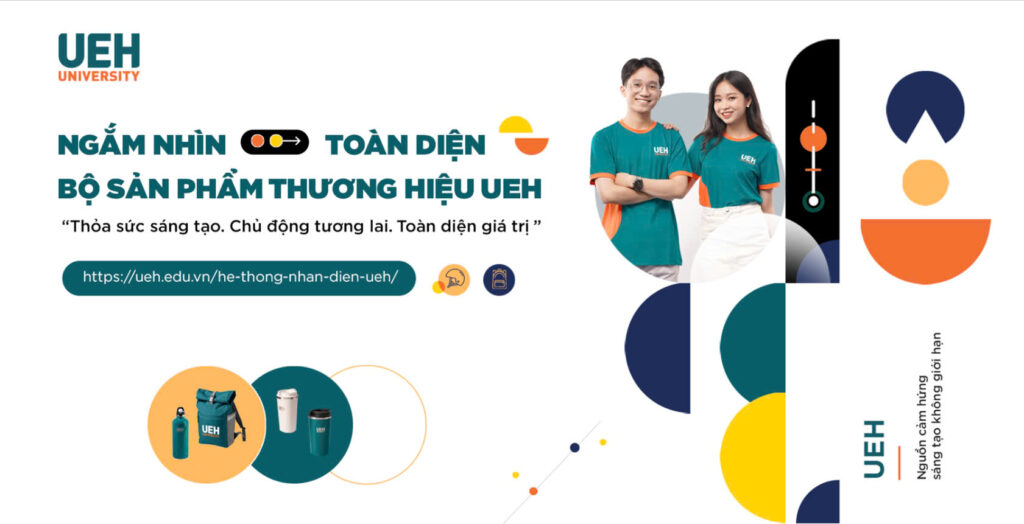 UEH
UNIVERSITY
NGẮM NHÌN TOÀN DIỆN
BỘ SẢN PHẨM THƯƠNG HIỆU UEH
“Thỏa sức sáng tạo. Chủ động tương lai. Toàn diện giá trị ”
https://ueh.edu.vn/he-thong-nhan-dien-ueh/
UEH
UEH
UEH
UEH
Nguồn cảm hứng
sáng tạo không giới hạn